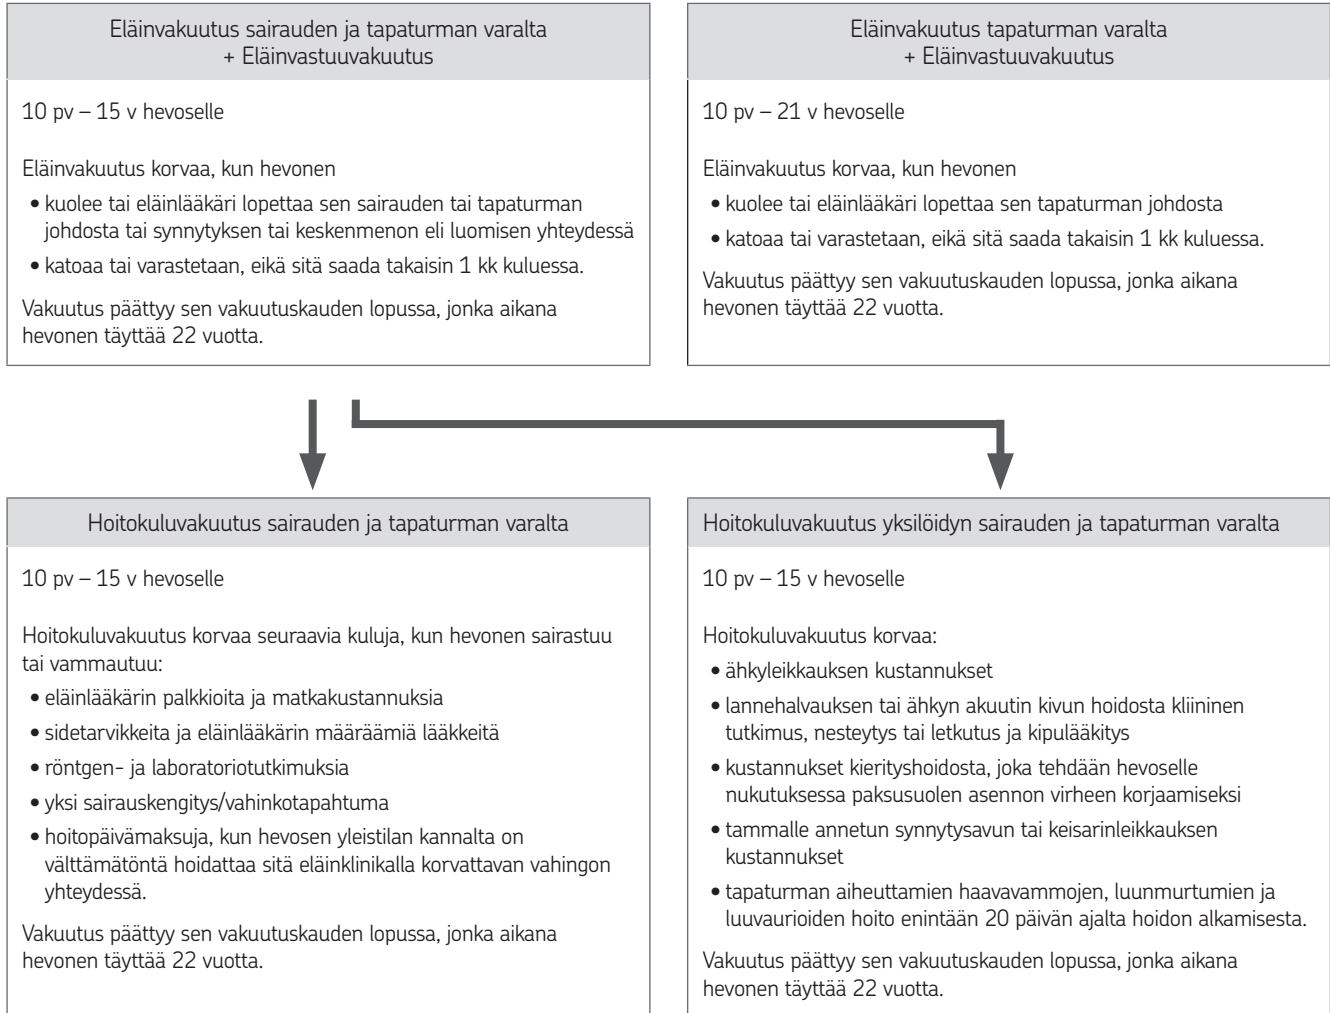 Eläinvakuutus sairauden ja tapaturman varalta
+ Eläinvastuuvakuutus
10 pv – 15 v hevoselle
Eläinvakuutus korvaa, kun hevonen
• kuolee tai eläinlääkäri lopettaa sen sairauden tai tapaturman
johdosta tai synnytyksen tai keskenmenon eli luomisen yhteydessä
• katoaa tai varastetaan, eikä sitä saada takaisin 1 kk kuluessa.
Vakuutus päättyy sen vakuutuskauden lopussa, jonka aikana
hevonen täyttää 22 vuotta.
Eläinvakuutus tapaturman varalta
+ Eläinvastuuvakuutus
10 pv – 21 v hevoselle
Eläinvakuutus korvaa, kun hevonen
• kuolee tai eläinlääkäri lopettaa sen tapaturman johdosta
• katoaa tai varastetaan, eikä sitä saada takaisin 1 kk kuluessa.
Vakuutus päättyy sen vakuutuskauden lopussa, jonka aikana
hevonen täyttää 22 vuotta.
Hoitokuluvakuutus sairauden ja tapaturman varalta
10 pv – 15 v hevoselle
Hoitokuluvakuutus korvaa seuraavia kuluja, kun hevonen sairastuu
tai vammautuu:
• eläinlääkärin palkkioita ja matkakustannuksia
• sidetarvikkeita ja eläinlääkärin määräämiä lääkkeitä
• röntgen- ja laboratoriotutkimuksia
• yksi sairauskengitys/vahinkotapahtuma
• hoitopäivämaksuja, kun hevosen yleistilan kannalta on
välttämätöntä hoidattaa sitä eläinklinikalla korvattavan vahingon
yhteydessä.
Vakuutus päättyy sen vakuutuskauden lopussa, jonka aikana
hevonen täyttää 22 vuotta.
Hoitokuluvakuutus yksilöidyn sairauden ja tapaturman varalta
10 pv – 15 v hevoselle
Hoitokuluvakuutus korvaa:
• ähkyleikkauksen kustannukset
• lannehalvauksen tai ähkyn akuutin kivun hoidosta kliininen
tutkimus, nesteytys tai letkutus ja kipulääkitys
• kustannukset kierityshoidosta, joka tehdään hevoselle
nukutuksessa paksusuolen asennon virheen korjaamiseksi
• tammalle annetun synnytysavun tai keisarinleikkauksen
kustannukset
• tapaturman aiheuttamien haavavammojen, luunmurtumien ja
luuvaurioiden hoito enintään 20 päivän ajalta hoidon alkamisesta.
Vakuutus päättyy sen vakuutuskauden lopussa, jonka aikana
hevonen täyttää 22 vuotta.